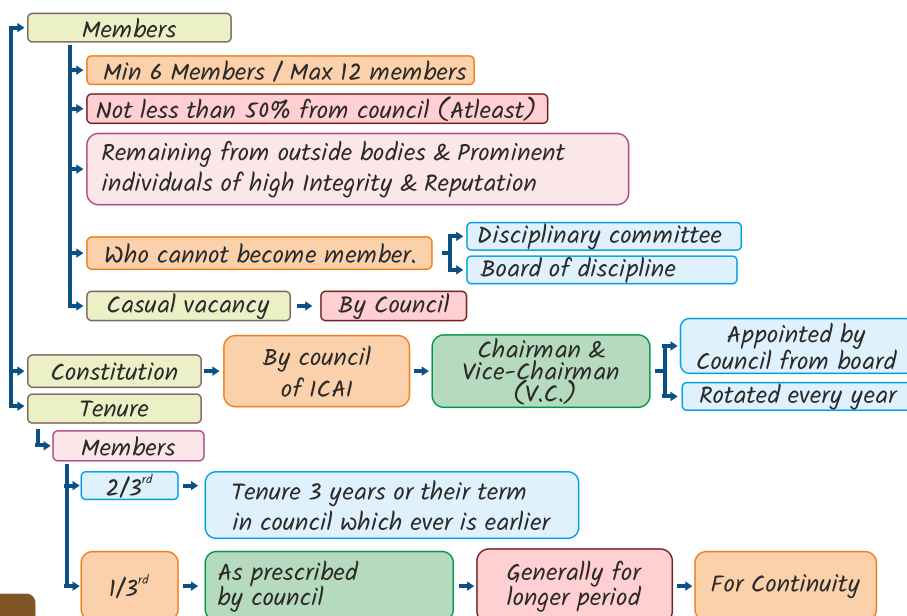 Members
Min 6 Members / Max 12 members
Not less than 50% from council (Atleast)
Remaining from outside bodies & Prominent
individuals of high Integrity & Reputation
Who cannot become member.
Disciplinary committee
Board of discipline
Casual vacancy
By Council
Constitution
By council
of ICAI
Chairman &
Vice-Chairman
(V.C.)
Appointed by
Council from board
Rotated every year
Tenure
Members
2/3rd
Tenure 3 years or their term
in council which ever is earlier
1/3rd
As prescribed
by council
Generally for
longer period
For Continuity